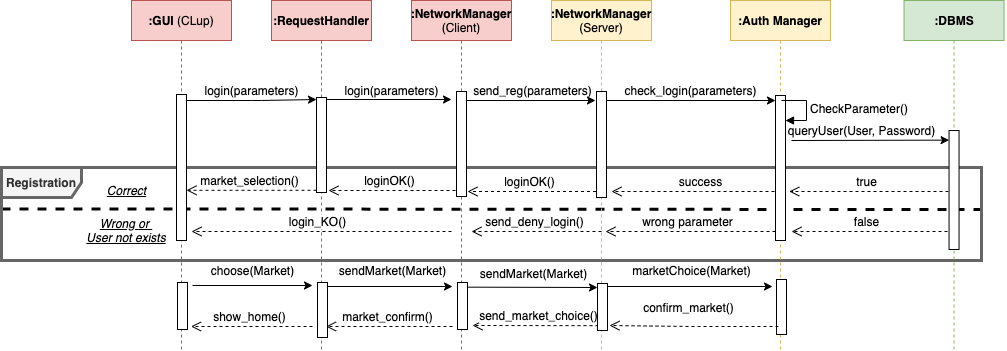 :GUI (CLup)
:RequestHandler
:NetworkManager
(Client)
:NetworkManager
(Server)
:Auth Manager
:DBMS
login(parameters)
login(parameters)
send_reg(parameters)
check_login(parameters)
CheckParameter()
queryUser(User, Password)
Registration
Correct
market_selection()
loginOK()
loginOK()
success
true
Wrong or
User not exists
login_KO()
send_deny_login()
wrong parameter
false
choose(Market)
sendMarket(Market)
sendMarket(Market)
marketChoice(Market)
show_home()
market_confirm()
send_market_choice()
confirm_market()